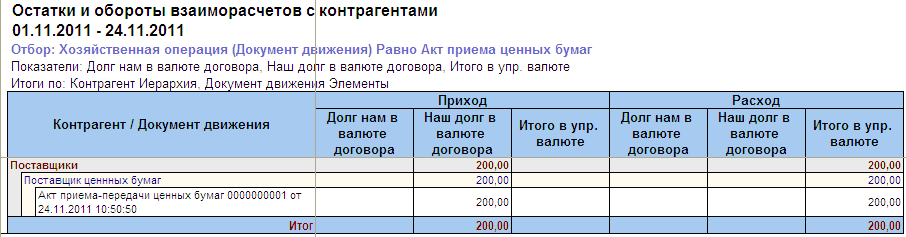 Остатки и обороты взаиморасчетов с контрагентами
01.11.2011 - 24.11.2011
Отбор: Хозяйственная операция (Документ движения) Равно Акт приема ценных бумаг
Показатели: Долг нам в валюте договора, Наш долг в валюте договора, Итого в упр. валюте
Итоги по: Контрагент Иерархия, Документ движения Элементы
Контрагент / Документ движения Приход Расход
Долг нам в Наш долг в Итого в упр. Долг нам в Наш долг в Итого в упр.
валюте валюте валюте валюте валюте валюте
договора договора договора договора
Поставщики 200,00 200,00
Поставщик ценнных бумаг 200,00 200,00
Акт приема-передачи ценных бумаг 0000000001 от 200,00 200,00
24.11.2011 10:50:50
Итог 200,00 200,00